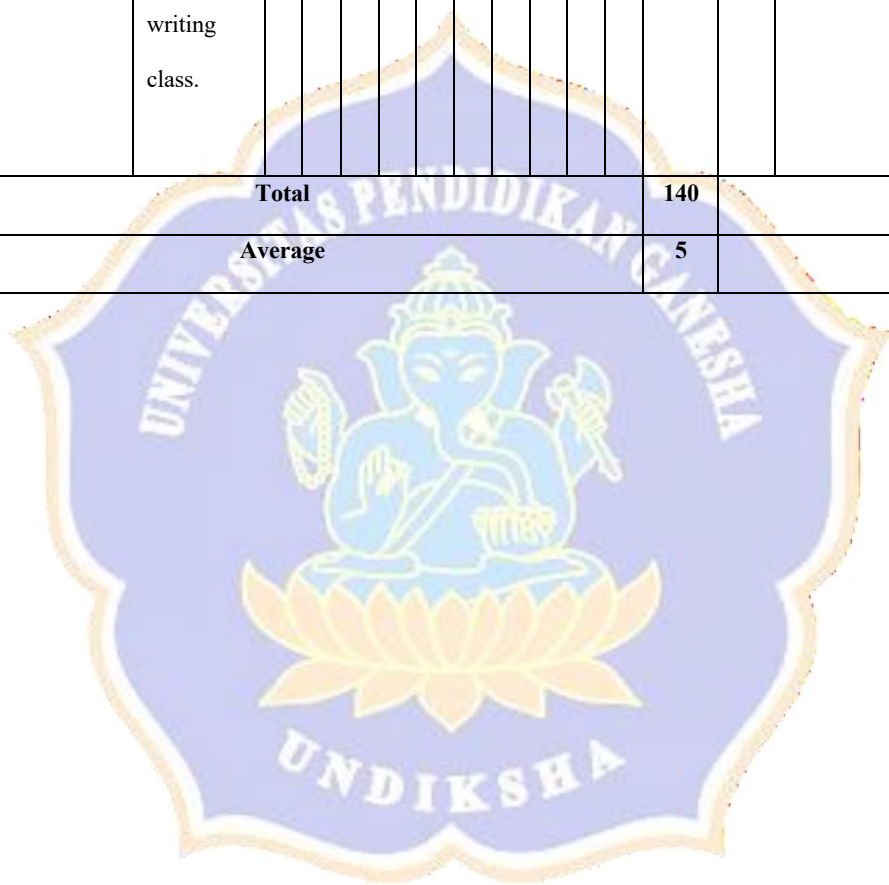 writing
class.
Total 140
Average 5
UNIVERSITAS PENDIDIKAN GANESHA
UNDIKSHA